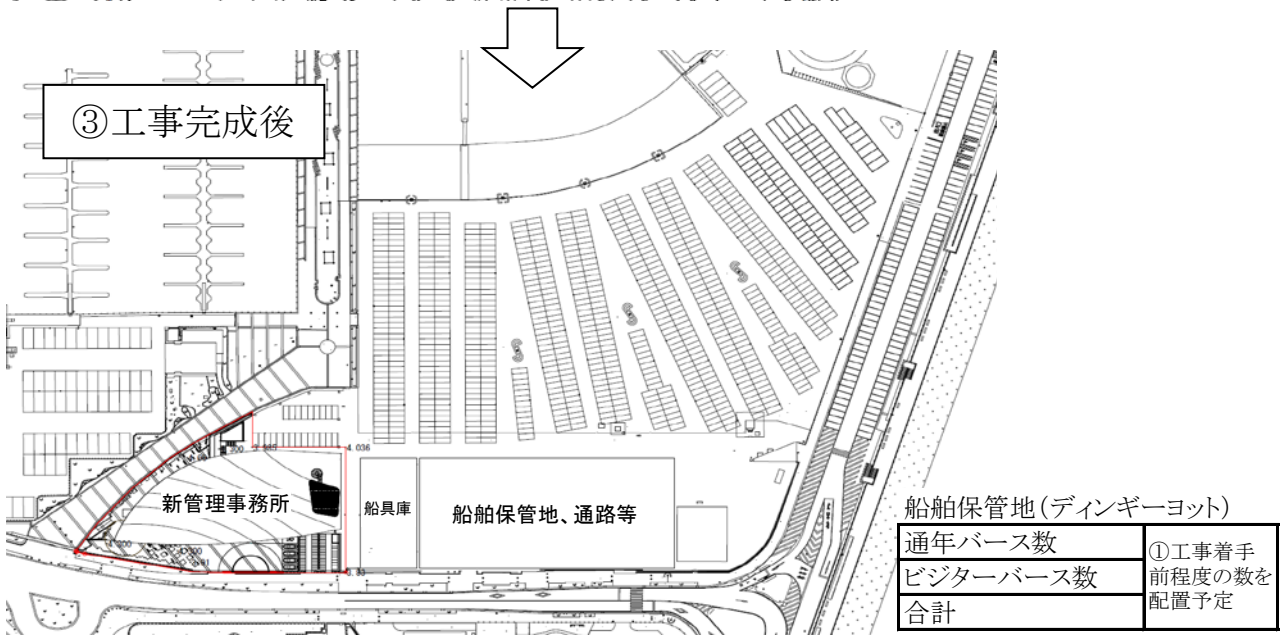 ③工事完成後
4.036
新管理事務所
船具庫
船舶保管地、通路等
船舶保管地(ディンギーヨット)
通年バース数
ビジターバース数
合計
①工事着手
前程度の数を
配置予定